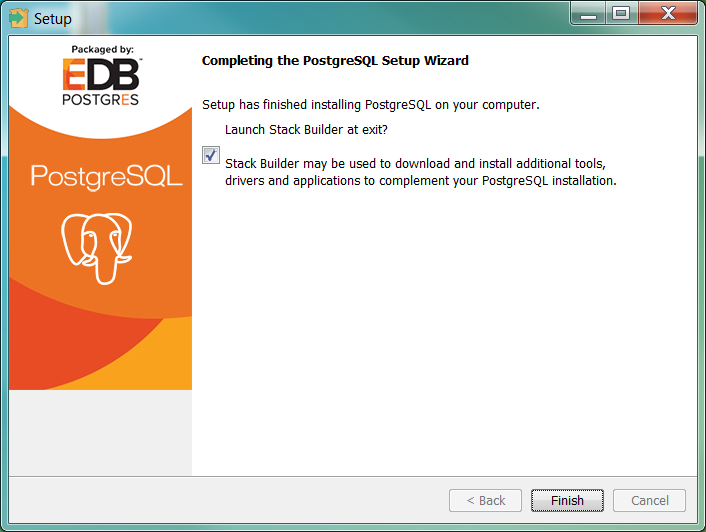 Setup
Packaged by:
EDB™
POSTGRES
PostgreSQL
Completing the PostgreSQL Setup Wizard
Setup has finished installing PostgreSQL on your computer.
Launch Stack Builder at exit?
Stack Builder may be used to download and install additional tools,
drivers and applications to complement your PostgreSQL installation.
< Back
Finish
Cancel